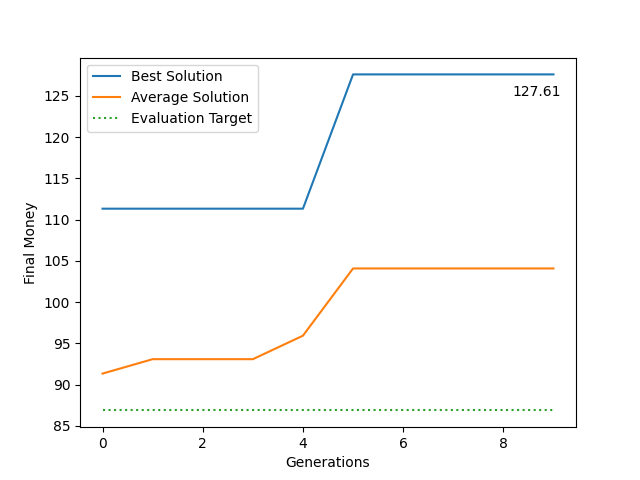 Best Solution
Average Solution
Evaluation Target
127.61
125
120
115
110
105
100
95
90
85
Final Money
0 2 4 6 8
Generations